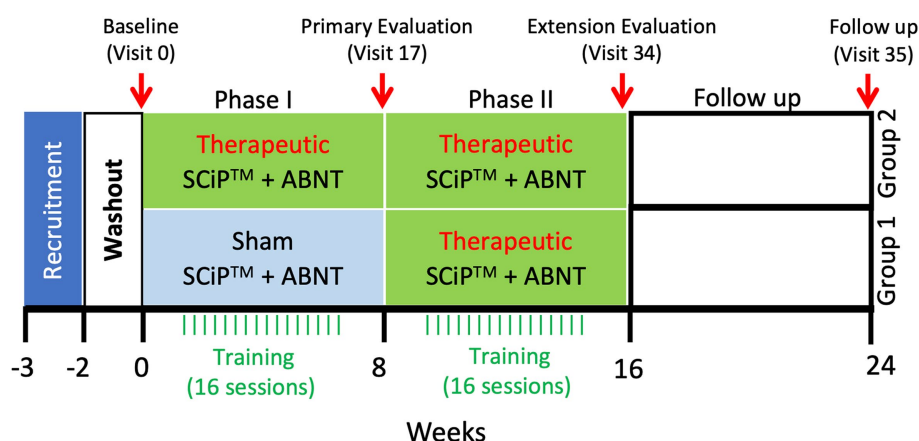 Baseline
(Visit 0)
Primary Evaluation
(Visit 17)
Extension Evaluation
(Visit 34)
Follow up
(Visit 35)
Phase I
Phase II
Follow up
Recruitment
Washout
Therapeutic
SCiP™ + ABNT
Therapeutic
SCiP™ + ABNT
Group 2
Sham
SCiP™ + ABNT
Therapeutic
SCiP™ + ABNT
Group 1
-3
-2
0
8
16
24
Training
(16 sessions)
Training
(16 sessions)
Weeks